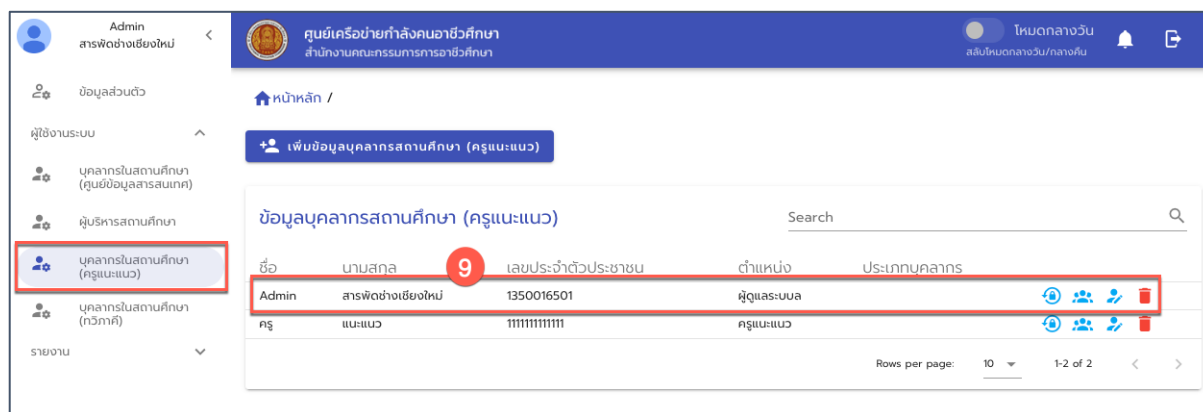 Admin
สารพัดช่างเชียงใหม่
ศูนย์เครือข่ายกำลังคนอาชีวศึกษา
สำนักงานคณะกรรมการการอาชีวศึกษา
โหมดกลางวัน
สลับโหมดกลางวัน/กลางคืน
ข้อมูลส่วนตัว
ผู้ใช้งานระบบ
บุคลากรในสถานศึกษา
(ศูนย์ข้อมูลสารสนเทศ)
ผู้บริหารสถานศึกษา
บุคลากรในสถานศึกษา
(ครูแนะแนว)
บุคลากรในสถานศึกษา
(ทวิภาคี)
รายงาน
หน้าหลัก /
เพิ่มข้อมูลบุคลากรสถานศึกษา (ครูแนะแนว)
ข้อมูลบุคลากรสถานศึกษา (ครูแนะแนว) Search
ชื่อ นามสกุล 9 เลขประจำตัวประชาชน ตำแหน่ง ประเภทบุคลากร
Admin สารพัดช่างเชียงใหม่ 1350016501 ผู้ดูแลระบบล
ครู แนะแนว 1111111111111 ครูแนะแนว
Rows per page: 10 1-2 of 2